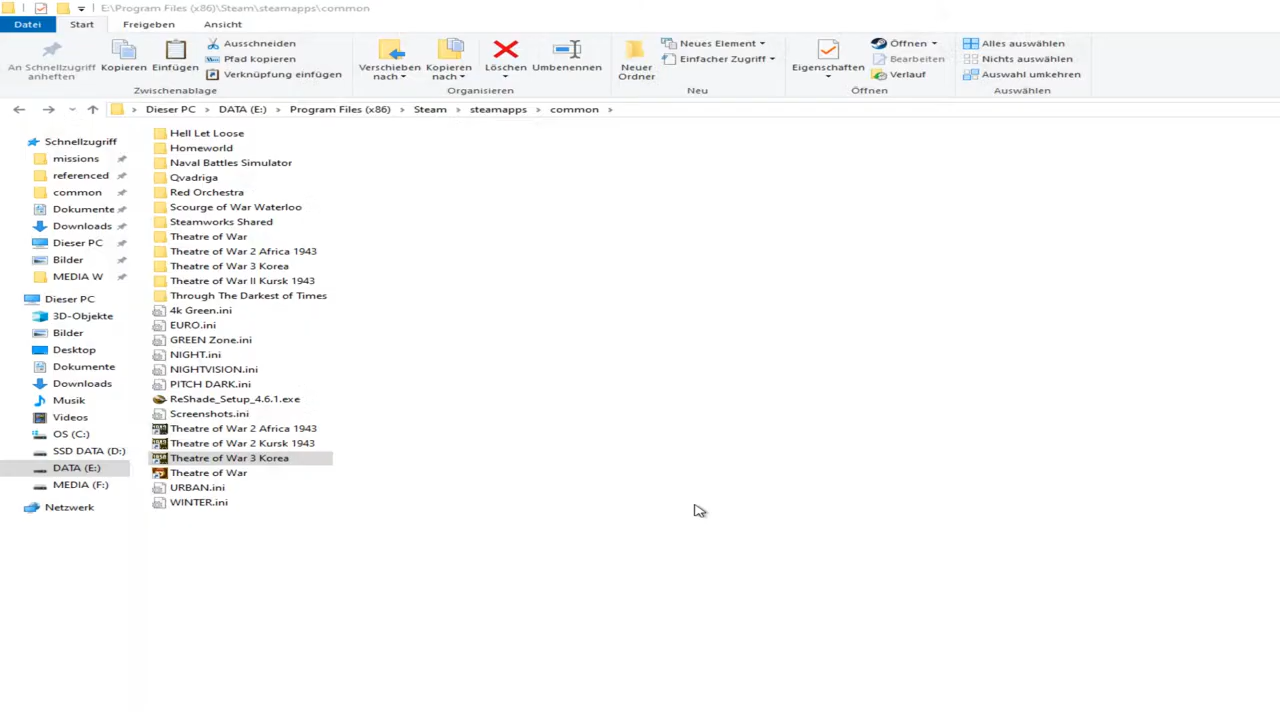 E:\Program Files (x86)\Steam\steamapps\common
Datei Start Freigeben Ansicht
An Schnellzugriff anheften
Kopieren
Einfügen
Ausschneiden
Pfad kopieren
Verknüpfung einfügen
Zwischenablage
Verschieben nach
Kopieren nach
Löschen
Umbenennen
Organisieren
Neuer Ordner
Neues Element
Einfacher Zugriff
Neu
Eigenschaften
Öffnen
Bearbeiten
Verlauf
Öffnen
Alles auswählen
Nichts auswählen
Auswahl umkehren
Auswählen
Dieser PC > DATA (E:) > Program Files (x86) > Steam > steamapps > common >
Schnellzugriff
missions
referenced
common
Dokumente
Downloads
Dieser PC
Bilder
MEDIA W
Dieser PC
3D-Objekte
Bilder
Desktop
Dokumente
Downloads
Musik
Videos
OS (C:)
SSD DATA (D:)
DATA (E:)
MEDIA (F:)
Netzwerk
Hell Let Loose
Homeworld
Naval Battles Simulator
Qvadriga
Red Orchestra
Scourge of War Waterloo
Steamworks Shared
Theatre of War
Theatre of War 2 Africa 1943
Theatre of War 3 Korea
Theatre of War II Kursk 1943
Through The Darkest of Times
4k Green.ini
EURO.ini
GREEN Zone.ini
NIGHT.ini
NIGHTVISION.ini
PITCH DARK.ini
ReShade_Setup_4.6.1.exe
Screenshots.ini
Theatre of War 2 Africa 1943
Theatre of War 2 Kursk 1943
Theatre of War 3 Korea
Theatre of War
URBAN.ini
WINTER.ini